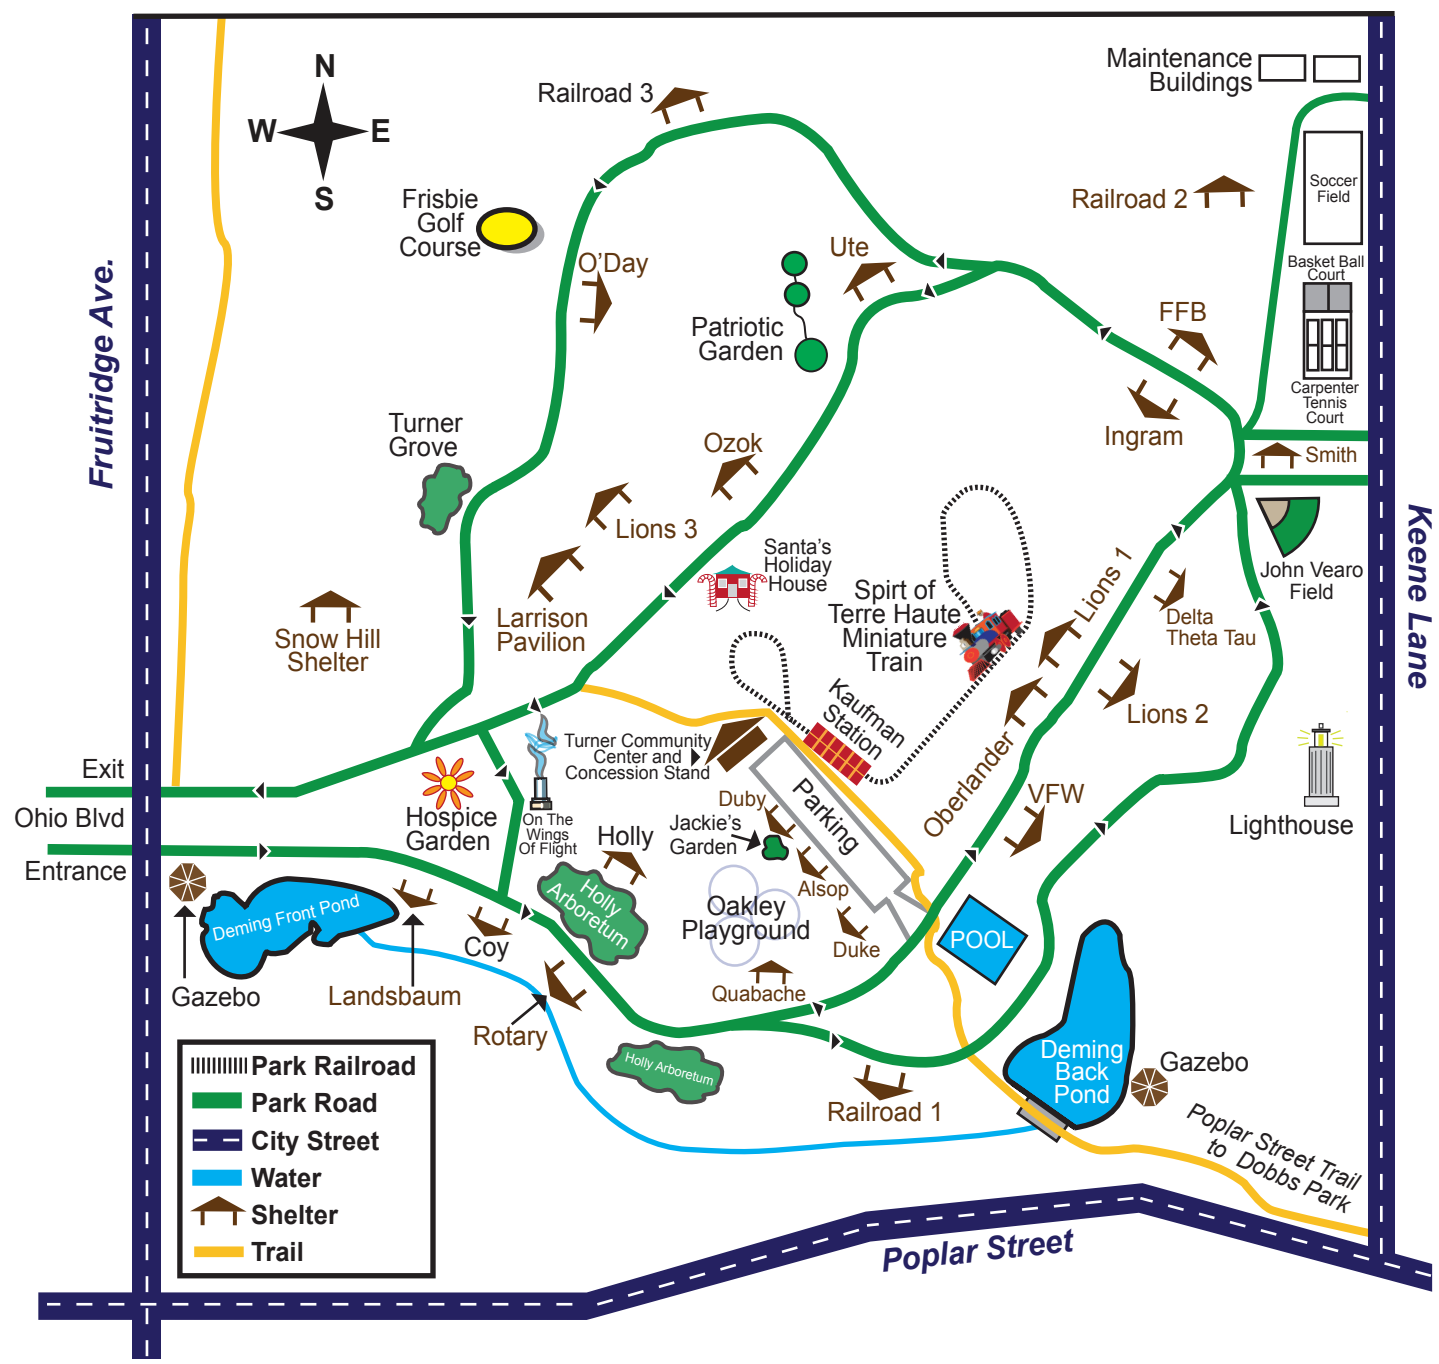 N
W
E
S
Railroad 3
Maintenance
Buildings
Frisbie
Golf
Course
Railroad 2
Soccer
Field
O'Day
Ute
Basket Ball
Court
Patriotic
Garden
FFB
Fruitridge Ave.
Carpenter
Tennis
Court
Turner
Grove
Ozok
Ingram
Smith
Lions 3
Santa's
Holiday
House
Keene Lane
John Vearo
Field
Larrison
Pavilion
Spirt of
Terre Haute
Miniature
Train
Lions 1
Delta
Theta Tau
Snow Hill
Shelter
Kaufman
Station
Lions 2
Turner Community
Center and
Concession Stand
Oberlander
Exit
Ohio Blvd
Entrance
Hospice
Garden
On The
Wings
Of Flight
Duby
Parking
VFW
Lighthouse
Jackie's
Garden
Holly
Alsop
Holly
Arboretum
Oakley
Playground
Deming Front Pond
POOL
Coy
Duke
Gazebo
Landsbaum
Quabache
Rotary
Holly Arboretum
Deming
Back
Pond
Gazebo
Railroad 1
Poplar Street Trail
to Dobbs Park
Park Railroad
Park Road
City Street
Water
Shelter
Trail
Poplar Street